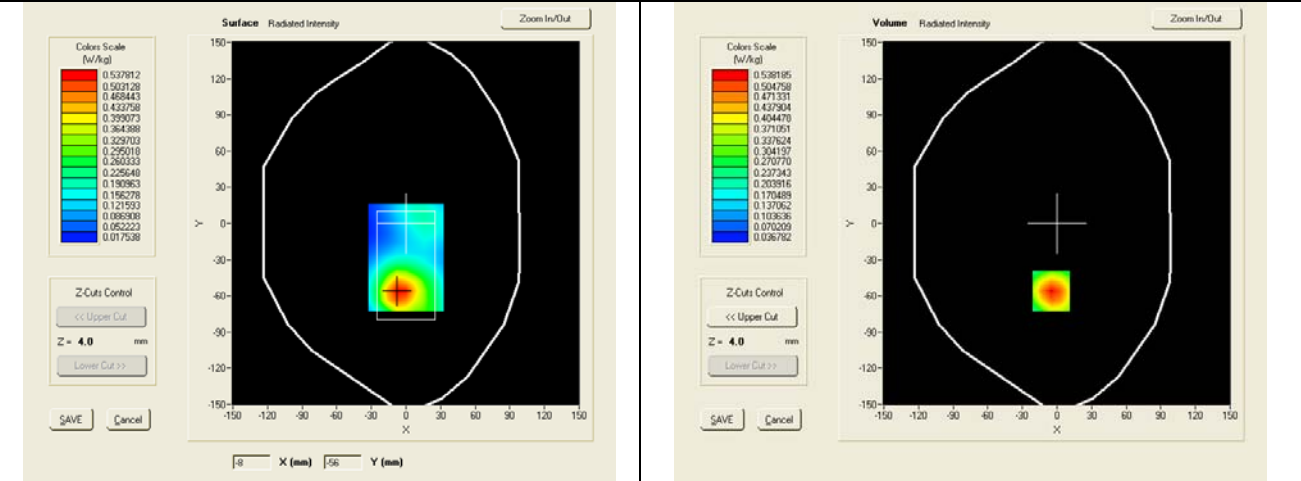 Surface Radiated Intensity
Zoom In/Out
Colors Scale
(W/kg)
0.537812
0.503128
0.468443
0.433758
0.399073
0.364388
0.329703
0.295018
0.260333
0.225648
0.190963
0.156278
0.121593
0.086908
0.052223
0.017538
Z-Cuts Control
<< Upper Cut
Z = 4.0 mm
Lower Cut >>
SAVE Cancel
150
120
90
60
30
0
-30
-60
-90
-120
-150
Y
-150 -120 -90 -60 -30 0 30 60 90 120 150
X
-8 X (mm) -56 Y (mm)
Volume Radiated Intensity
Zoom In/Out
Colors Scale
(W/kg)
0.538185
0.504758
0.471331
0.437904
0.404478
0.371051
0.337624
0.304197
0.270770
0.237343
0.203916
0.170489
0.137062
0.103636
0.070209
0.036782
Z-Cuts Control
<< Upper Cut
Z = 4.0 mm
Lower Cut >>
SAVE Cancel
150
120
90
60
30
0
-30
-60
-90
-120
-150
Y
-150 -120 -90 -60 -30 0 30 60 90 120 150
X